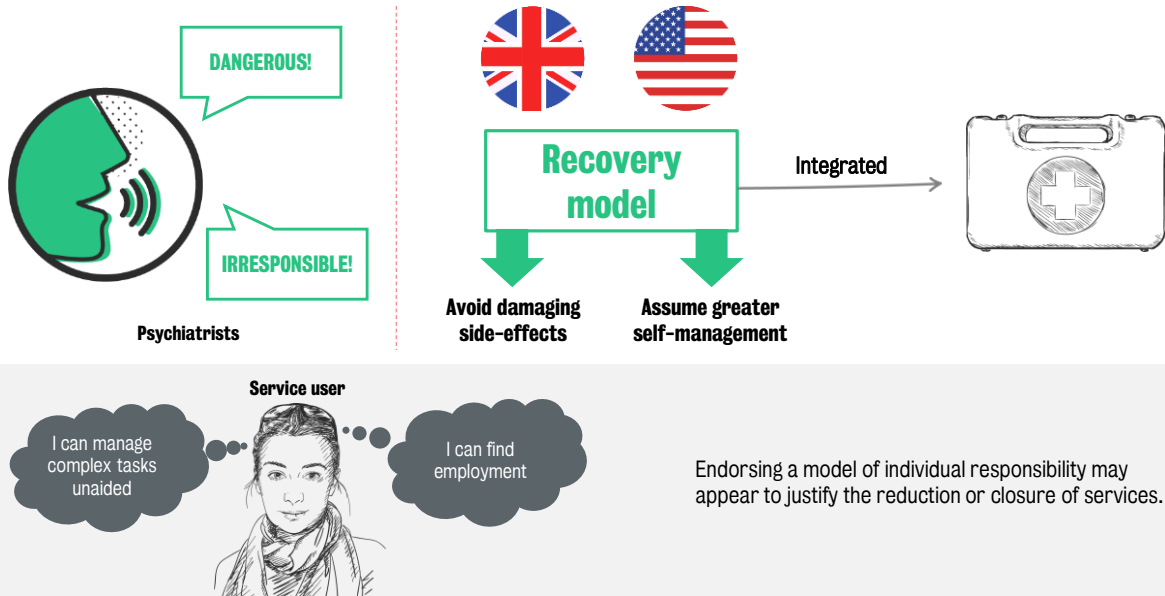 DANGEROUS!
IRRESPONSIBLE!
Psychiatrists
Recovery
model
Integrated
Avoid damaging
side-effects
Assume greater
self-management
Service user
I can manage
complex tasks
unaided
I can find
employment
Endorsing a model of individual responsibility may
appear to justify the reduction or closure of services.